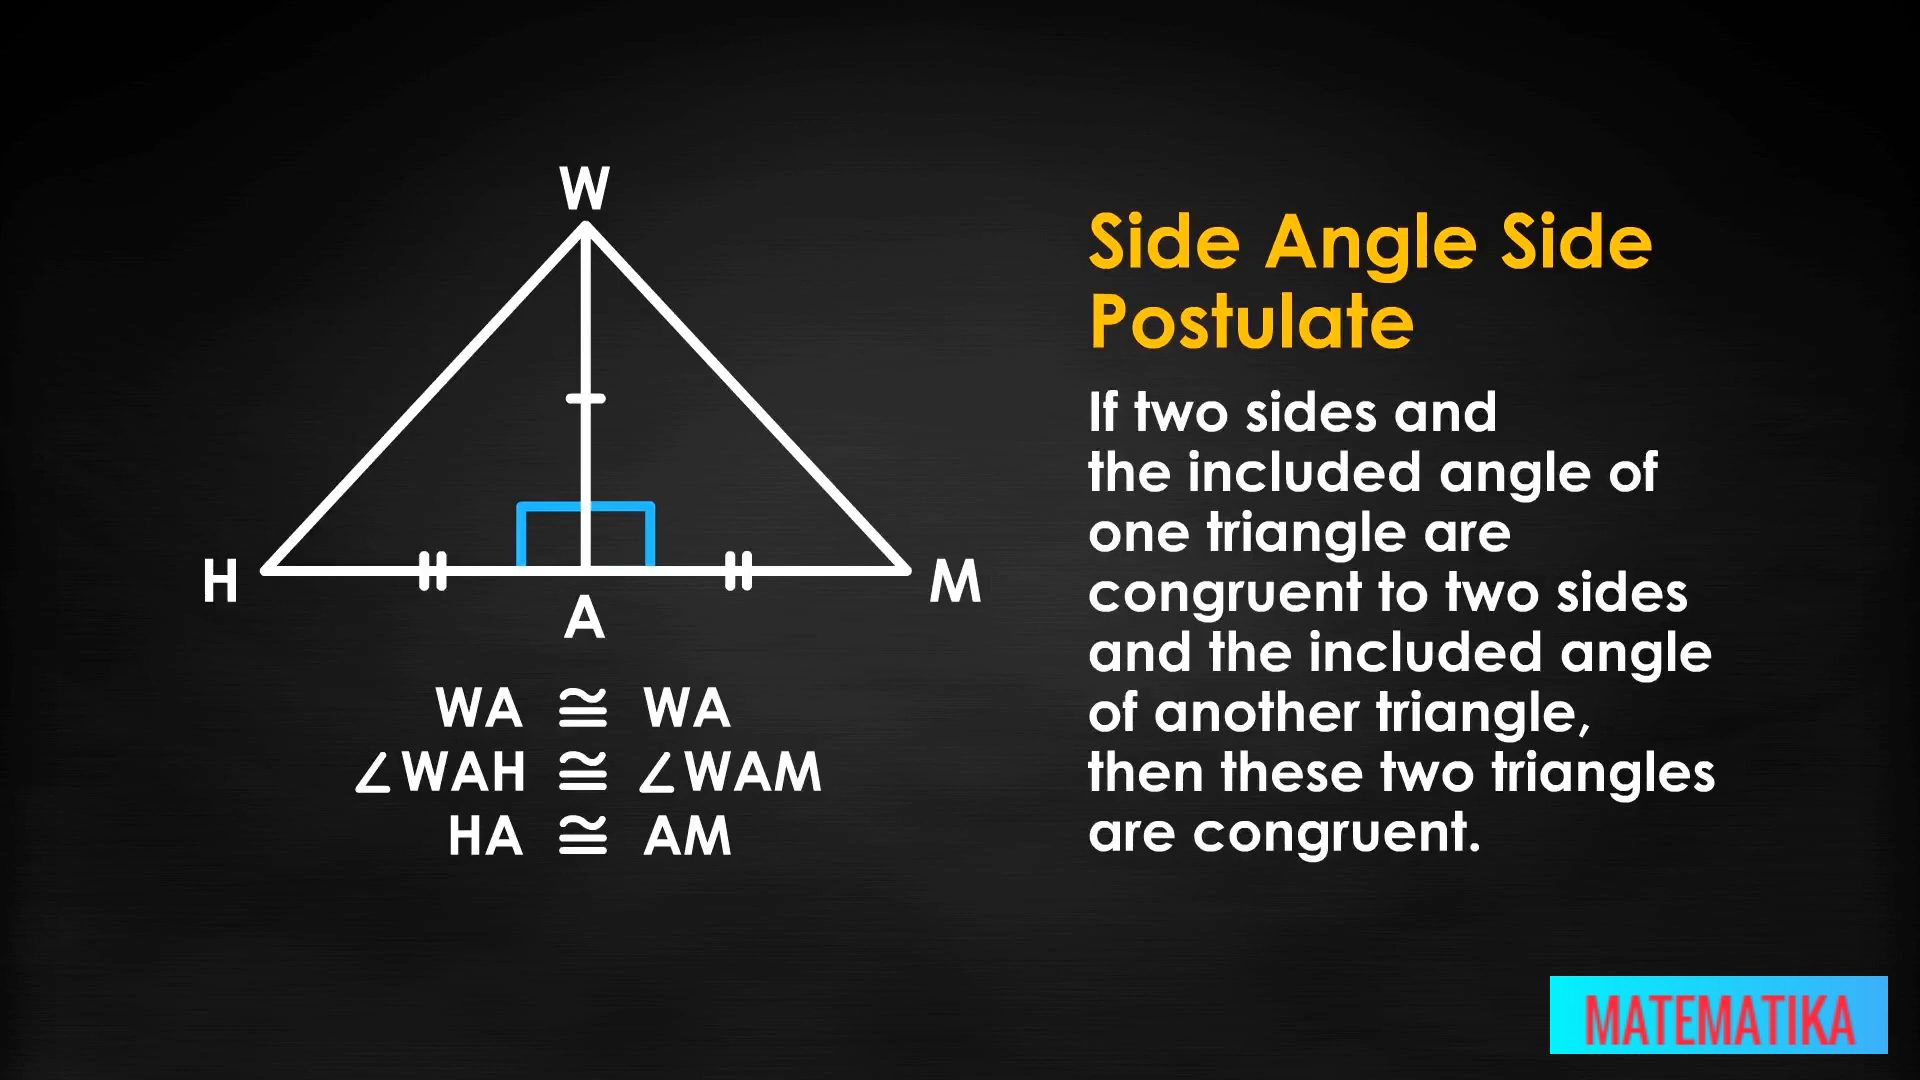 W
H
M
A
WA ≅ WA
∠WAH ≅ ∠WAM
HA ≅ AM
Side Angle Side
Postulate
If two sides and
the included angle of
one triangle are
congruent to two sides
and the included angle
of another triangle,
then these two triangles
are congruent.
MATEMATIKA